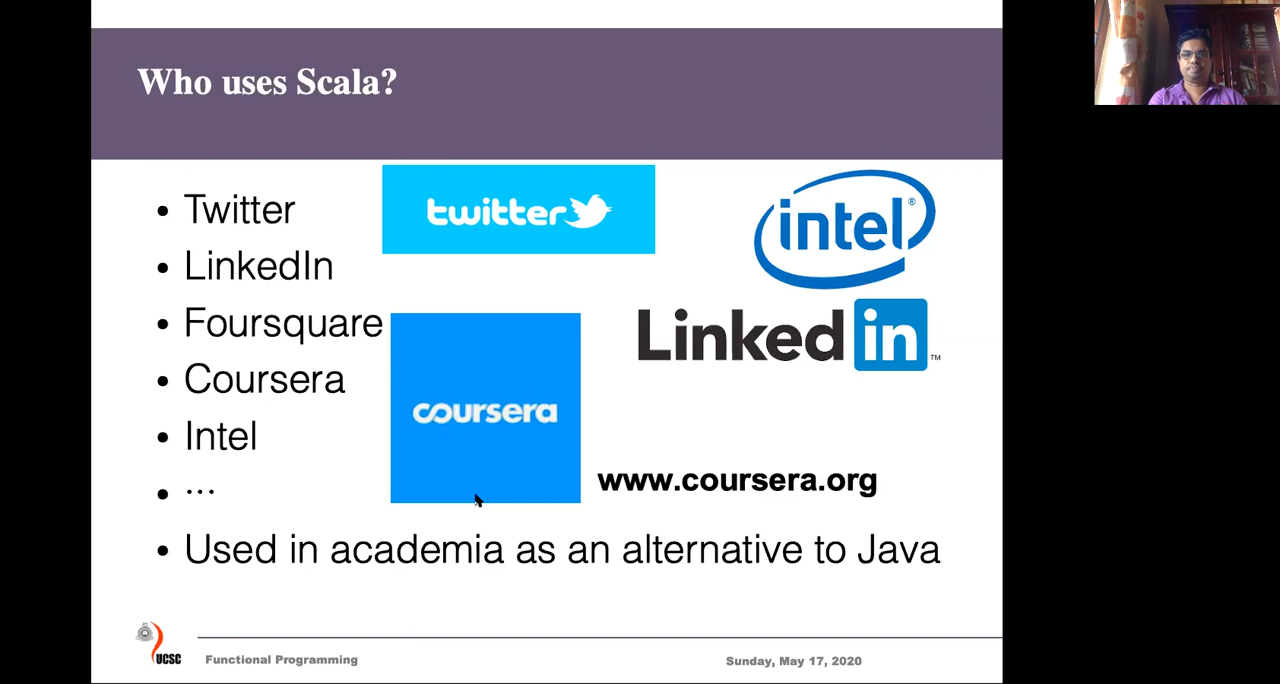 Who uses Scala?
• Twitter
twitter
intel®
• LinkedIn
LinkedIn™
• Foursquare
• Coursera
coursera
• Intel
• ...
www.coursera.org
• Used in academia as an alternative to Java
UCSC
Functional Programming
Sunday, May 17, 2020